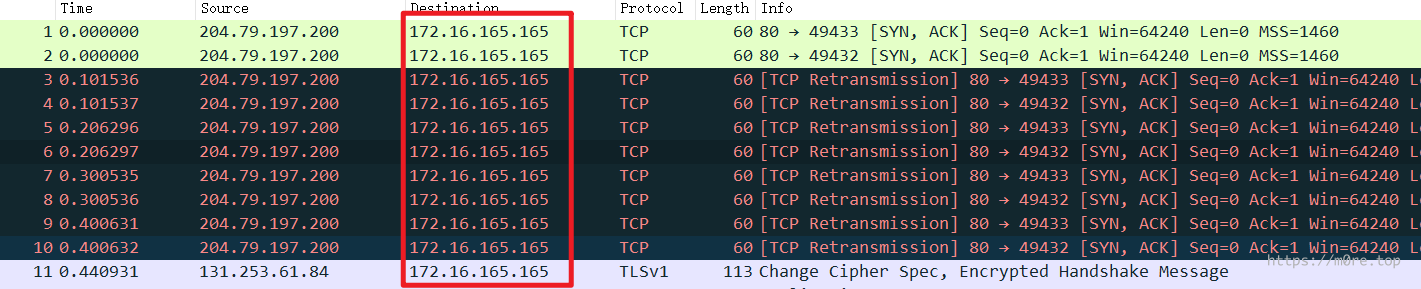 Time Source Destination Protocol Length Info
1 0.000000 204.79.197.200 172.16.165.165 TCP 60 80 → 49433 [SYN, ACK] Seq=0 Ack=1 Win=64240 Len=0 MSS=1460
2 0.000000 204.79.197.200 172.16.165.165 TCP 60 80 → 49432 [SYN, ACK] Seq=0 Ack=1 Win=64240 Len=0 MSS=1460
3 0.101536 204.79.197.200 172.16.165.165 TCP 60 [TCP Retransmission] 80 → 49433 [SYN, ACK] Seq=0 Ack=1 Win=64240
4 0.101537 204.79.197.200 172.16.165.165 TCP 60 [TCP Retransmission] 80 → 49432 [SYN, ACK] Seq=0 Ack=1 Win=64240
5 0.206296 204.79.197.200 172.16.165.165 TCP 60 [TCP Retransmission] 80 → 49433 [SYN, ACK] Seq=0 Ack=1 Win=64240
6 0.206297 204.79.197.200 172.16.165.165 TCP 60 [TCP Retransmission] 80 → 49432 [SYN, ACK] Seq=0 Ack=1 Win=64240
7 0.300535 204.79.197.200 172.16.165.165 TCP 60 [TCP Retransmission] 80 → 49433 [SYN, ACK] Seq=0 Ack=1 Win=64240
8 0.300536 204.79.197.200 172.16.165.165 TCP 60 [TCP Retransmission] 80 → 49432 [SYN, ACK] Seq=0 Ack=1 Win=64240
9 0.400631 204.79.197.200 172.16.165.165 TCP 60 [TCP Retransmission] 80 → 49433 [SYN, ACK] Seq=0 Ack=1 Win=64240
10 0.400632 204.79.197.200 172.16.165.165 TCP 60 [TCP Retransmission] 80 → 49432 [SYN, ACK] Seq=0 Ack=1 Win=64240
11 0.440931 131.253.61.84 172.16.165.165 TLSv1 113 Change Cipher Spec, Encrypted Handshake Message
https://m0re.top